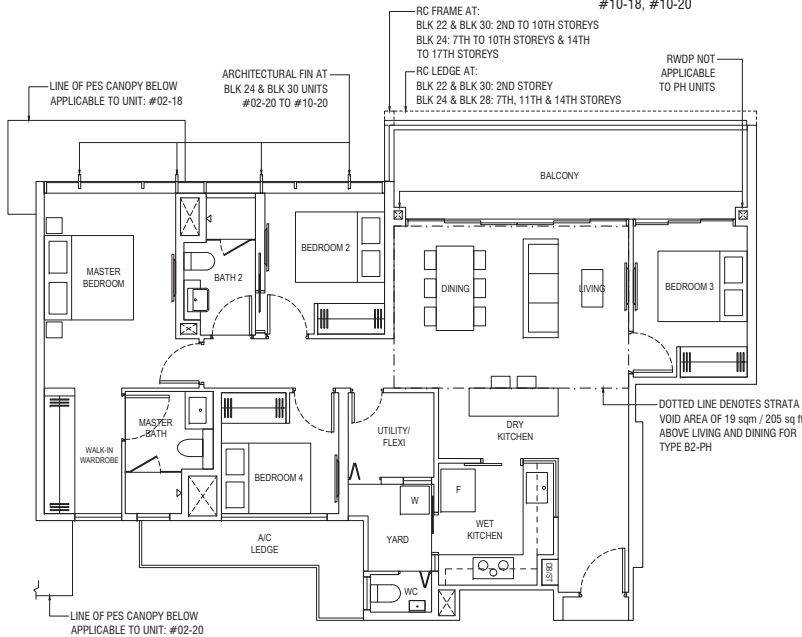 #10-18, #10-20
RC FRAME AT:
BLK 22 & BLK 30: 2ND TO 10TH STOREYS
BLK 24: 7TH TO 10TH STOREYS & 14TH
TO 17TH STOREYS
RC LEDGE AT:
BLK 22 & BLK 30: 2ND STOREY
BLK 24 & BLK 28: 7TH, 11TH & 14TH STOREYS
RWDP NOT
APPLICABLE
TO PH UNITS
ARCHITECTURAL FIN AT
BLK 24 & BLK 30 UNITS
#02-20 TO #10-20
LINE OF PES CANOPY BELOW
APPLICABLE TO UNIT: #02-18
BALCONY
MASTER
BEDROOM
BATH 2
BEDROOM 2
DINING
LIVING
BEDROOM 3
DOTTED LINE DENOTES STRATA
VOID AREA OF 19 sqm / 205 sq ft
ABOVE LIVING AND DINING FOR
TYPE B2-PH
WALK-IN
WARDROBE
MASTER
BATH
BEDROOM 4
UTILITY/
FLEXI
DRY
KITCHEN
W
F
YARD
WET
KITCHEN
A/C
LEDGE
WC
DB/ST
LINE OF PES CANOPY BELOW
APPLICABLE TO UNIT: #02-20